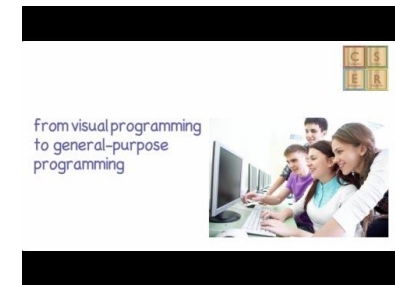 C S
E R
from visual programming
to general-purpose
programming